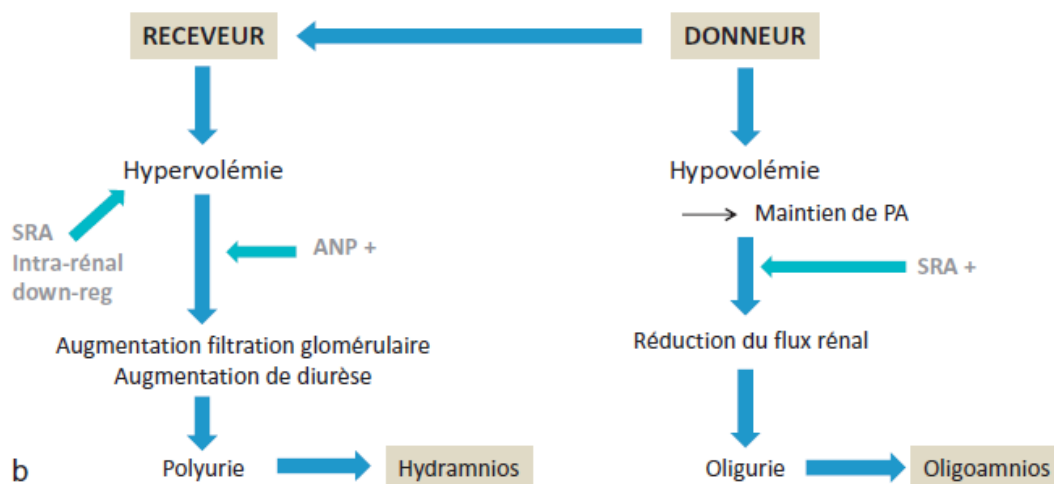 RECEVEUR
DONNEUR
Hypervolémie
Hypovolémie
Maintien de PA
SRA
Intra-rénal
down-reg
ANP +
SRA +
Augmentation filtration glomérulaire
Augmentation de diurèse
Réduction du flux rénal
b
Polyurie
Hydramnios
Oligurie
Oligoamnios